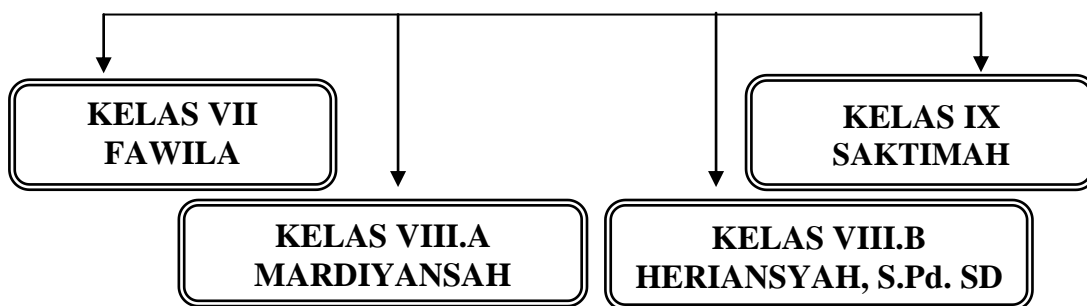 KELAS VII
FAWILA
KELAS IX
SAKTIMAH
KELAS VIII.A
MARDIYANSAH
KELAS VIII.B
HERIANSYAH, S.Pd. SD